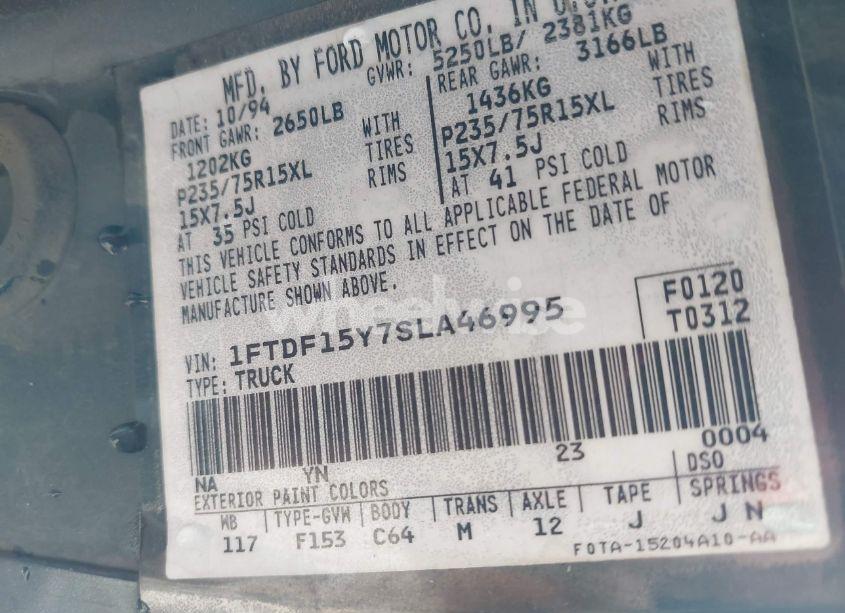 MFD. BY FORD MOTOR CO. IN
DATE: 10/94 GVWR: 5250LB/ 2381KG
FRONT GAWR: 2650LB REAR GAWR: 3166LB
1202KG WITH 1436KG WITH
P235/75R15XL TIRES P235/75R15XL TIRES
15X7.5J RIMS 15X7.5J RIMS
AT 35 PSI COLD AT 41 PSI COLD
THIS VEHICLE CONFORMS TO ALL APPLICABLE FEDERAL MOTOR
VEHICLE SAFETY STANDARDS IN EFFECT ON THE DATE OF
MANUFACTURE SHOWN ABOVE.
wheelwise
VIN: 1FTDF15Y7SLA46995 F0120
TYPE: TRUCK T0312
NA YN 23 0004
EXTERIOR PAINT COLORS DSO
WB TYPE-GVW BODY TRANS AXLE TAPE SPRINGS
117 F153 C64 M 12 J J N
F0TA-15204A10-AA